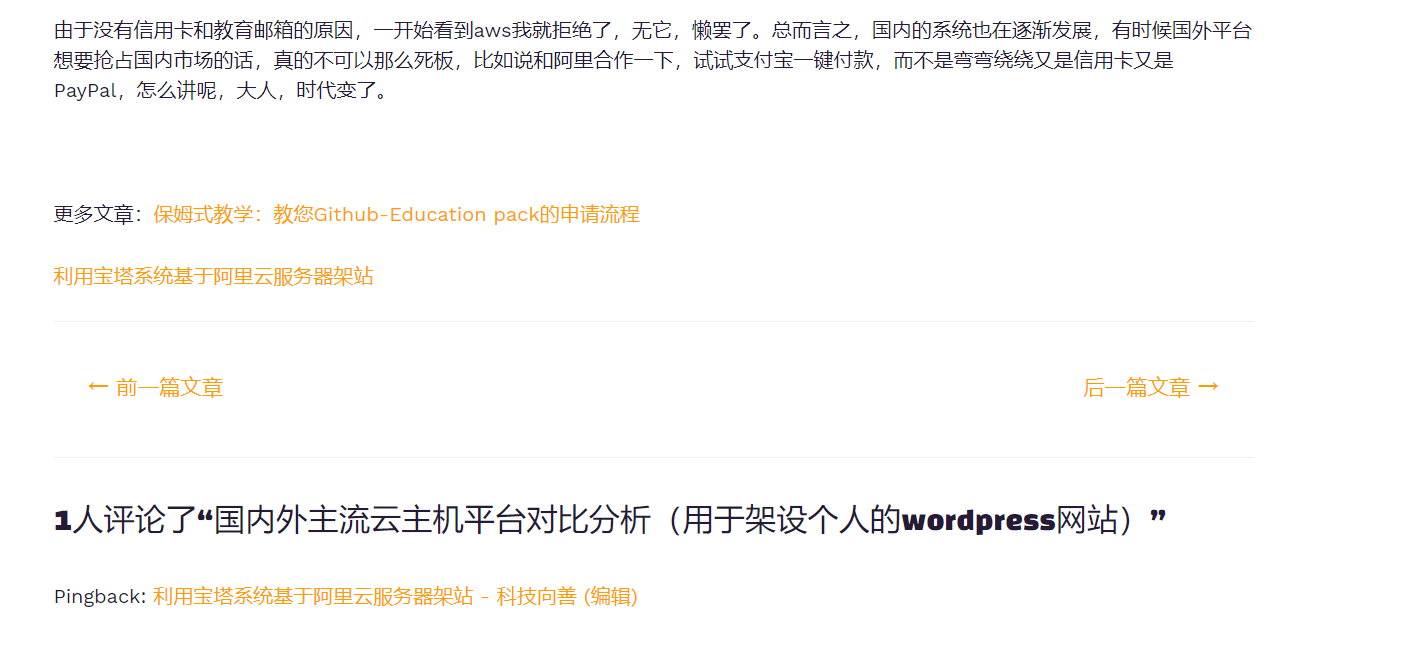 由于没有信用卡和教育邮箱的原因，一开始看到aws我就拒绝了，无它，懒罢了。总而言之，国内的系统也在逐渐发展，有时候国外平台
想要抢占国内市场的话，真的不可以那么死板，比如说和阿里合作一下，试试支付宝一键付款，而不是弯弯绕绕又是信用卡又是
PayPal，怎么讲呢，大人，时代变了。
更多文章：保姆式教学：教您Github-Education pack的申请流程
利用宝塔系统基于阿里云服务器架站
← 前一篇文章
后一篇文章 →
1人评论了“国内外主流云主机平台对比分析（用于架设个人的wordpress网站）”
Pingback: 利用宝塔系统基于阿里云服务器架站 - 科技向善 (编辑)